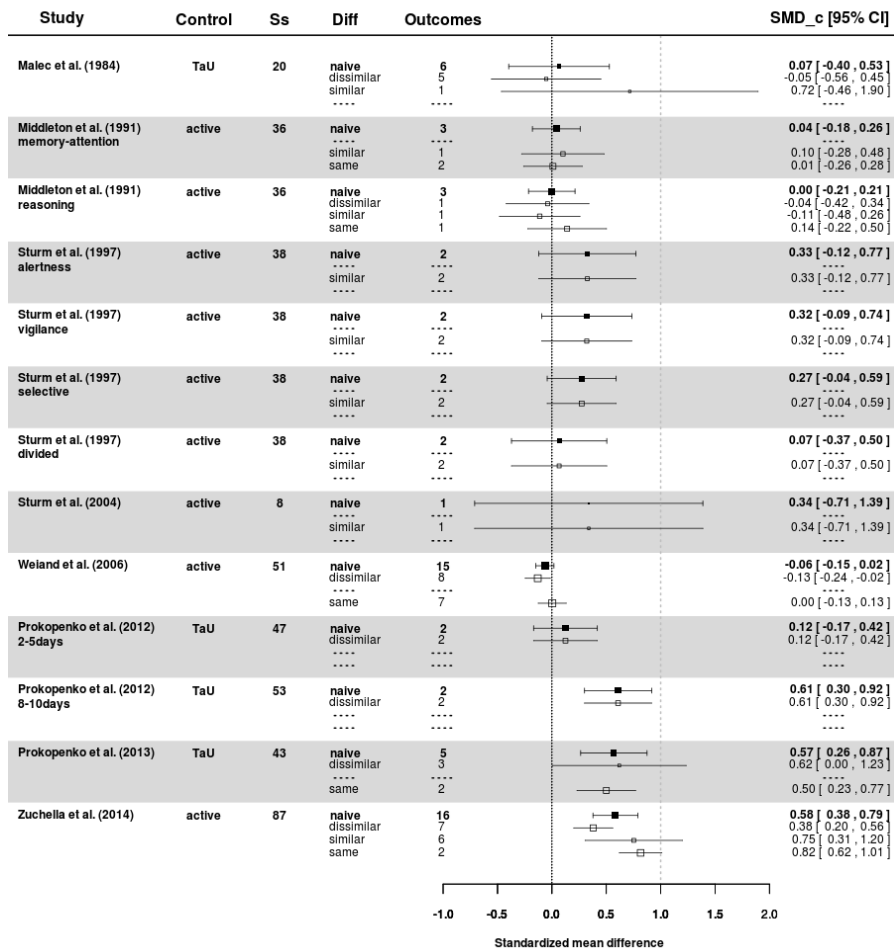 Study Control Ss Diff Outcomes SMD_c [95% CI]
Malec et al. (1984) TaU 20 naive 6 0.07 [ -0.40 , 0.53 ]
dissimilar 5 -0.05 [ -0.56 , 0.45 ]
similar 1 0.72 [ -0.46 , 1.90 ]
---- ----
Middleton et al. (1991) active 36 naive 3 0.04 [ -0.18 , 0.26 ]
memory-attention ---- ---- ----
similar 1 0.10 [ -0.28 , 0.48 ]
same 2 0.01 [ -0.26 , 0.28 ]
Middleton et al. (1991) active 36 naive 3 0.00 [ -0.21 , 0.21 ]
reasoning dissimilar 1 -0.04 [ -0.42 , 0.34 ]
similar 1 -0.11 [ -0.48 , 0.26 ]
same 1 0.14 [ -0.22 , 0.50 ]
Sturm et al. (1997) active 38 naive 2 0.33 [ -0.12 , 0.77 ]
alertness ---- ---- ----
similar 2 0.33 [ -0.12 , 0.77 ]
---- ---- ----
Sturm et al. (1997) active 38 naive 2 0.32 [ -0.09 , 0.74 ]
vigilance ---- ---- ----
similar 2 0.32 [ -0.09 , 0.74 ]
---- ---- ----
Sturm et al. (1997) active 38 naive 2 0.27 [ -0.04 , 0.59 ]
selective ---- ---- ----
similar 2 0.27 [ -0.04 , 0.59 ]
---- ---- ----
Sturm et al. (1997) active 38 naive 2 0.07 [ -0.37 , 0.50 ]
divided ---- ---- ----
similar 2 0.07 [ -0.37 , 0.50 ]
---- ---- ----
Sturm et al. (2004) active 8 naive 1 0.34 [ -0.71 , 1.39 ]
---- ---- ----
similar 1 0.34 [ -0.71 , 1.39 ]
---- ---- ----
Weiand et al. (2006) active 51 naive 15 -0.06 [ -0.15 , 0.02 ]
dissimilar 8 -0.13 [ -0.24 , -0.02 ]
---- ---- ----
same 7 0.00 [ -0.13 , 0.13 ]
Prokopenko et al. (2012) TaU 47 naive 2 0.12 [ -0.17 , 0.42 ]
2-5days dissimilar 2 0.12 [ -0.17 , 0.42 ]
---- ---- ----
---- ---- ----
Prokopenko et al. (2012) TaU 53 naive 2 0.61 [ 0.30 , 0.92 ]
8-10days dissimilar 2 0.61 [ 0.30 , 0.92 ]
---- ---- ----
---- ---- ----
Prokopenko et al. (2013) TaU 43 naive 5 0.57 [ 0.26 , 0.87 ]
dissimilar 3 0.62 [ 0.00 , 1.23 ]
---- ---- ----
same 2 0.50 [ 0.23 , 0.77 ]
Zuchella et al. (2014) active 87 naive 16 0.58 [ 0.38 , 0.79 ]
dissimilar 7 0.38 [ 0.20 , 0.56 ]
similar 6 0.75 [ 0.31 , 1.20 ]
same 2 0.82 [ 0.62 , 1.01 ]
-1.0 -0.5 0.0 0.5 1.0 1.5 2.0
Standardized mean difference